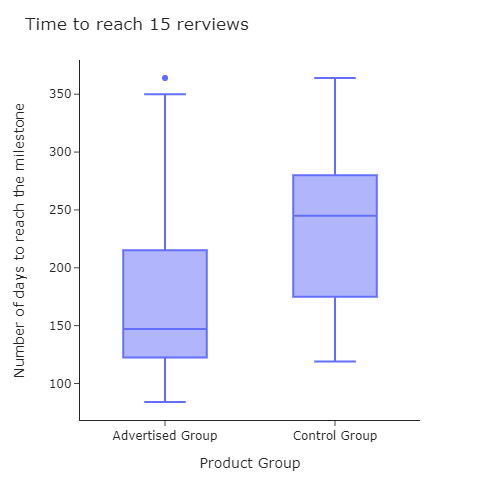 Time to reach 15 rerviews
Number of days to reach the milestone
350
300
250
200
150
100
Advertised Group
Control Group
Product Group